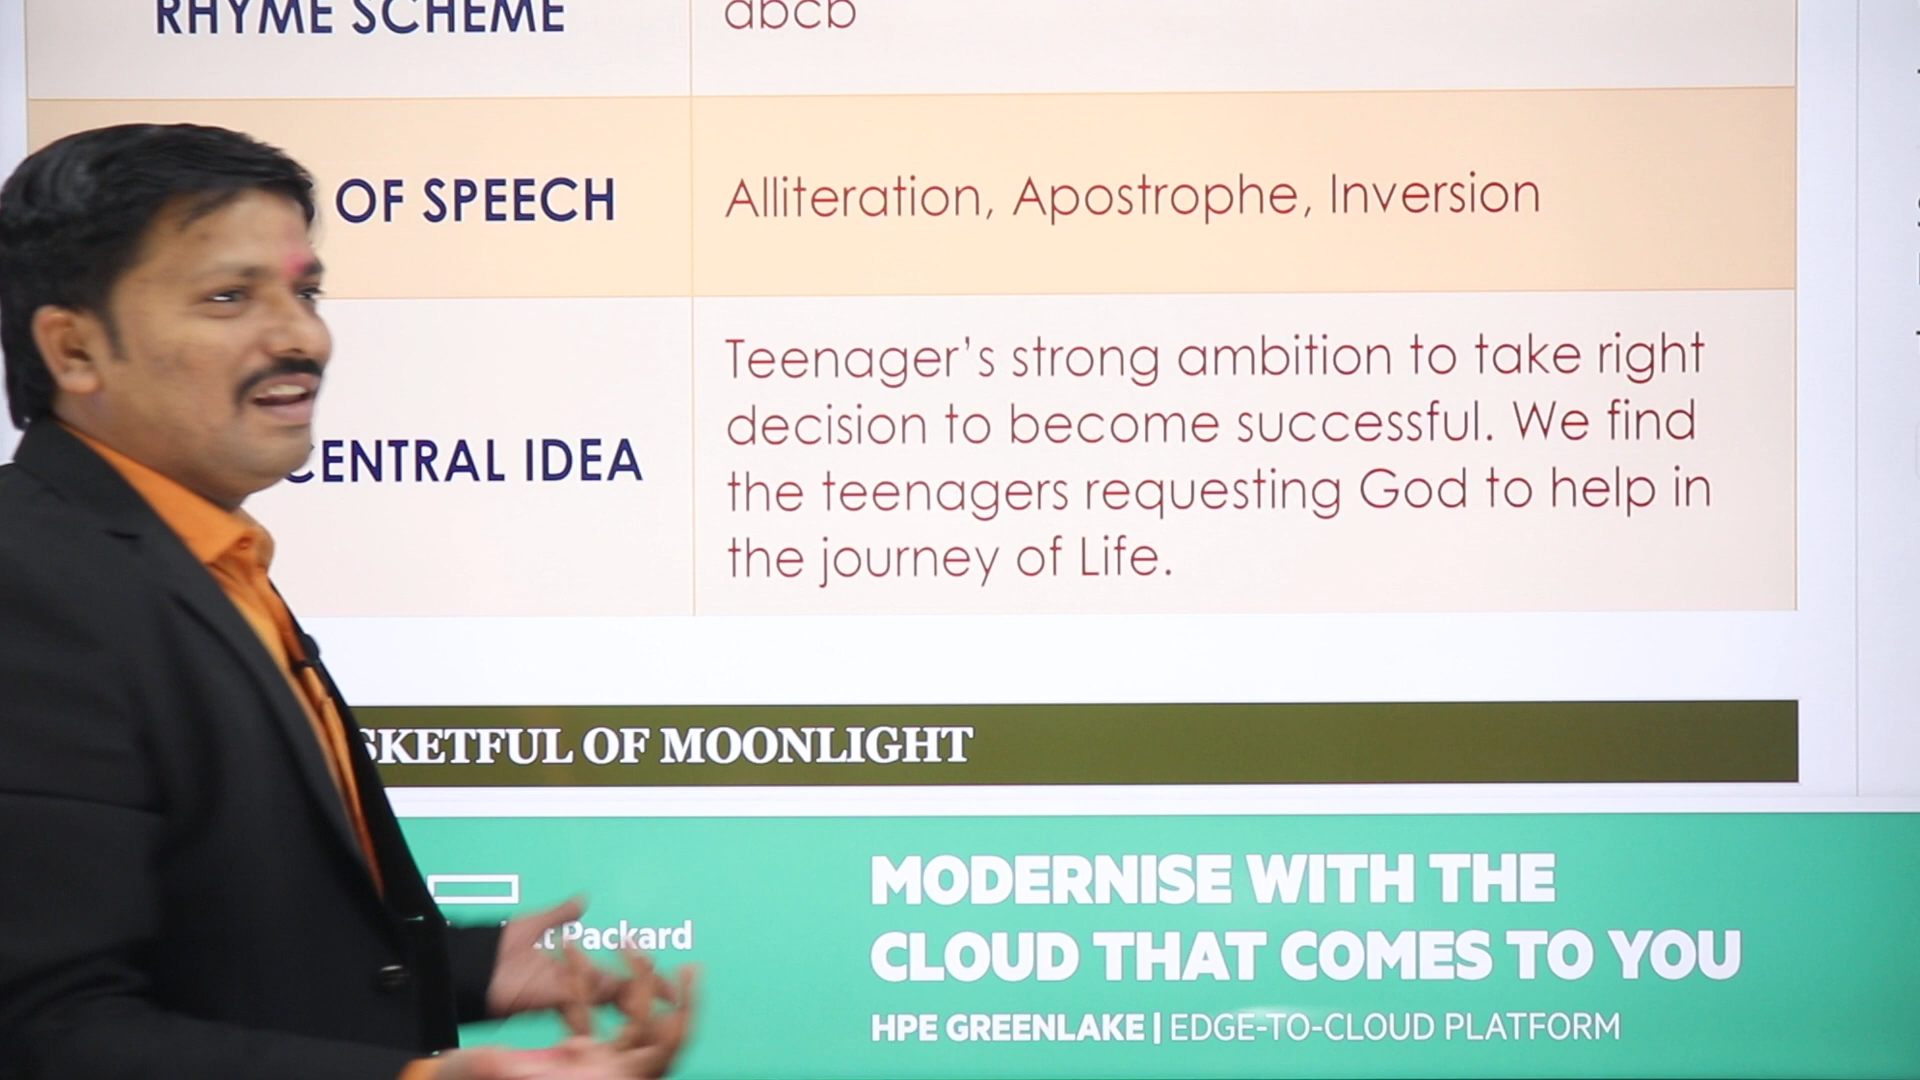 RHYME SCHEME
abcb
OF SPEECH
Alliteration, Apostrophe, Inversion
CENTRAL IDEA
Teenager's strong ambition to take right
decision to become successful. We find
the teenagers requesting God to help in
the journey of Life.
SKETFUL OF MOONLIGHT
Packard
MODERNISE WITH THE
CLOUD THAT COMES TO YOU
HPE GREENLAKE | EDGE-TO-CLOUD PLATFORM